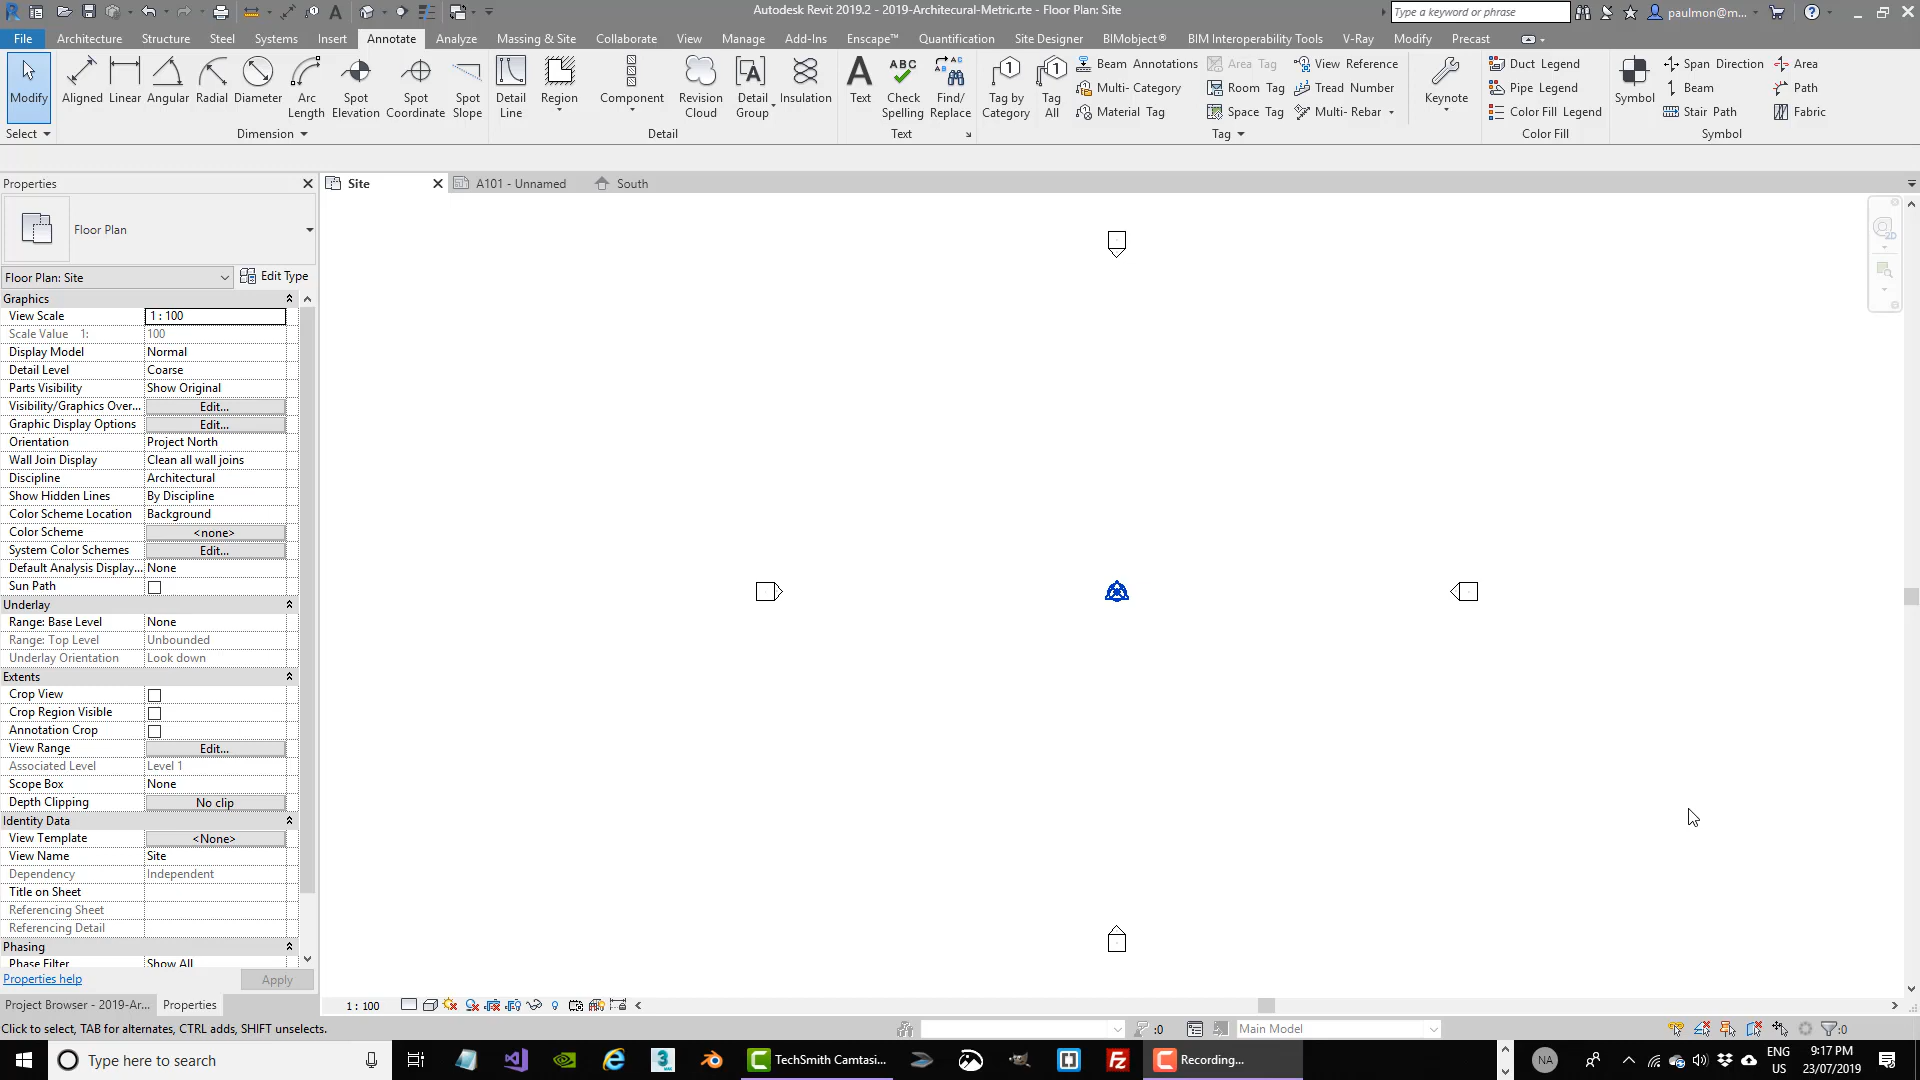 Autodesk Revit 2019.2 - 2019-Architecural-Metric.rte - Floor Plan: Site
Type a keyword or phrase
paulmon@m...
File Architecture Structure Steel Systems Insert Annotate Analyze Massing & Site Collaborate View Manage Add-Ins Enscape™ Quantification Site Designer BIMobject® BIM Interoperability Tools V-Ray Modify Precast
Modify
Aligned Linear Angular Radial Diameter
Arc Length
Spot Elevation
Spot Coordinate
Spot Slope
Detail Line
Region
Component
Revision Cloud
Detail Group
Insulation
Text
ABC
Check Spelling
Find/ Replace
Tag by Category
Tag All
Beam Annotations
Multi- Category
Material Tag
Area Tag
Room Tag
Space Tag
View Reference
Tread Number
Multi- Rebar
Keynote
Duct Legend
Pipe Legend
Color Fill Legend
Symbol
Span Direction
Beam
Stair Path
Area
Path
Fabric
Select Dimension Detail Text Tag Color Fill Symbol
Properties
Site
A101 - Unnamed
South
Floor Plan
Floor Plan: Site
Edit Type
Graphics
View Scale 1 : 100
Scale Value 1: 100
Display Model Normal
Detail Level Coarse
Parts Visibility Show Original
Visibility/Graphics Over... Edit...
Graphic Display Options Edit...
Orientation Project North
Wall Join Display Clean all wall joins
Discipline Architectural
Show Hidden Lines By Discipline
Color Scheme Location Background
Color Scheme <none>
System Color Schemes Edit...
Default Analysis Display... None
Sun Path
Underlay
Range: Base Level None
Range: Top Level Unbounded
Underlay Orientation Look down
Extents
Crop View
Crop Region Visible
Annotation Crop
View Range Edit...
Associated Level Level 1
Scope Box None
Depth Clipping No clip
Identity Data
View Template <None>
View Name Site
Dependency Independent
Title on Sheet
Referencing Sheet
Referencing Detail
Phasing
Phase Filter Show All
Properties help
Apply
Project Browser - 2019-Ar...
Properties
1 : 100
Click to select, TAB for alternates, CTRL adds, SHIFT unselects.
:0
Main Model
:0
Type here to search
TechSmith Camtasi...
Recording...
NA
ENG
US
9:17 PM
23/07/2019